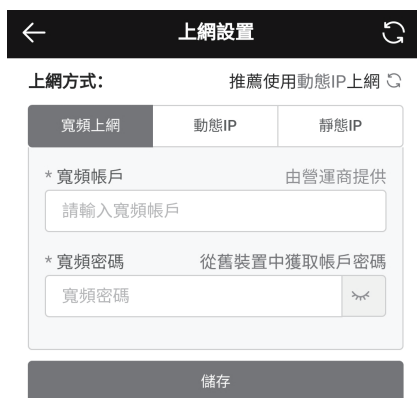 上網設置
上網方式： 推薦使用動態IP上網
寬頻上網 動態IP 靜態IP
* 寬頻帳戶 由營運商提供
請輸入寬頻帳戶
* 寬頻密碼 從舊裝置中獲取帳戶密碼
寬頻密碼
儲存